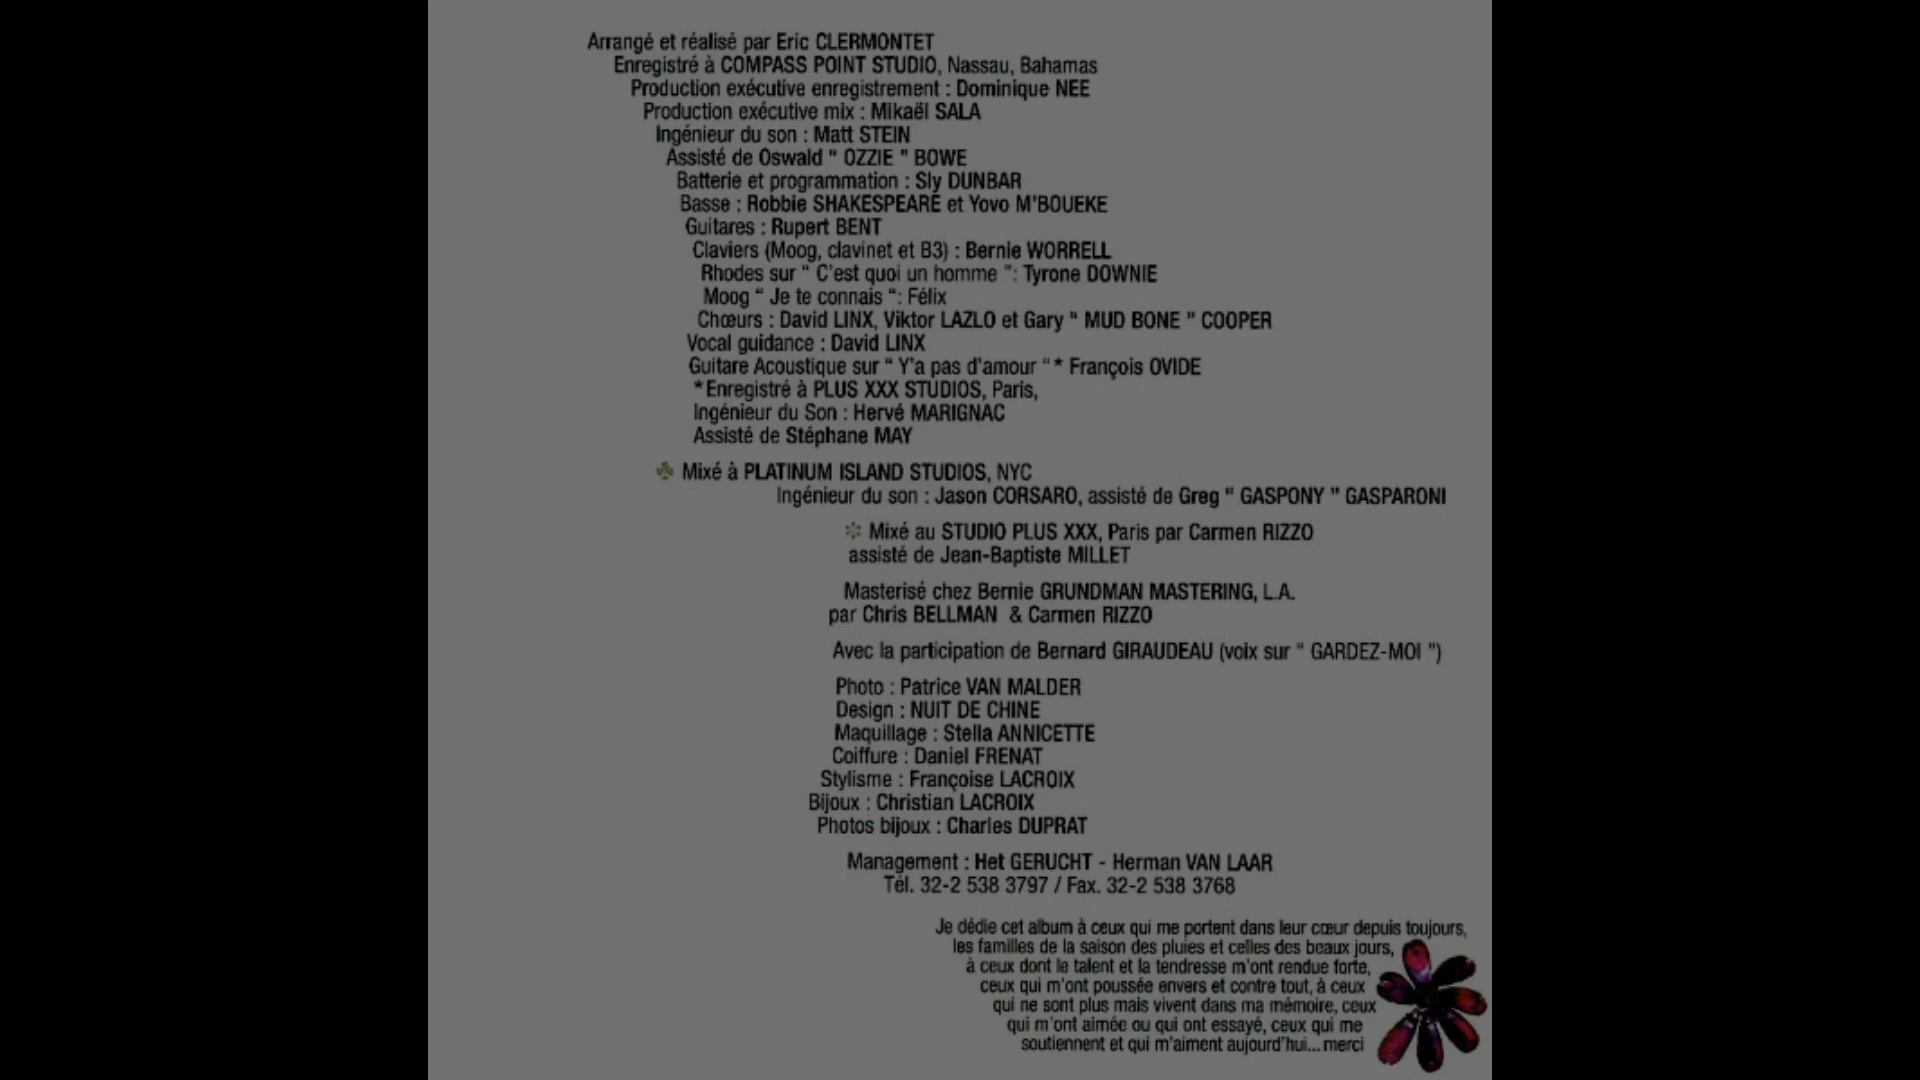 Arrangé et réalisé par Eric CLERMONTET
Enregistré à COMPASS POINT STUDIO, Nassau, Bahamas
Production exécutive enregistrement : Dominique NEE
Production exécutive mix : Mikaël SALA
Ingénieur du son : Matt STEIN
Assisté de Oswald " OZZIE " BOWE
Batterie et programmation : Sly DUNBAR
Basse : Robbie SHAKESPEARE et Yovo M'BOUEKE
Guitares : Rupert BENT
Claviers (Moog, clavinet et B3) : Bernie WORRELL
Rhodes sur " C'est quoi un homme ": Tyrone DOWNIE
Moog " Je te connais ": Félix
Chœurs : David LINX, Viktor LAZLO et Gary " MUD BONE " COOPER
Vocal guidance : David LINX
Guitare Acoustique sur " Y'a pas d'amour "* François OVIDE
*Enregistré à PLUS XXX STUDIOS, Paris,
Ingénieur du Son : Hervé MARIGNAC
Assisté de Stéphane MAY
Mixé à PLATINUM ISLAND STUDIOS, NYC
Ingénieur du son : Jason CORSARO, assisté de Greg " GASPONY " GASPARONI
Mixé au STUDIO PLUS XXX, Paris par Carmen RIZZO
assisté de Jean-Baptiste MILLET
Masterisé chez Bernie GRUNDMAN MASTERING, L.A.
par Chris BELLMAN & Carmen RIZZO
Avec la participation de Bernard GIRAUDEAU (voix sur " GARDEZ-MOI ")
Photo : Patrice VAN MALDER
Design : NUIT DE CHINE
Maquillage : Stella ANNICETTE
Coiffure : Daniel FRENAT
Stylisme : Françoise LACROIX
Bijoux : Christian LACROIX
Photos bijoux : Charles DUPRAT
Management : Het GERUCHT - Herman VAN LAAR
Tél. 32-2 538 3797 / Fax. 32-2 538 3768
Je dédie cet album à ceux qui me portent dans leur cœur depuis toujours,
les familles de la saison des pluies et celles des beaux jours,
à ceux dont le talent et la tendresse m'ont rendue forte,
ceux qui m'ont poussée envers et contre tout, à ceux
qui ne sont plus mais vivent dans ma mémoire, ceux
qui m'ont aimée ou qui ont essayé, ceux qui me
soutiennent et qui m'aiment aujourd'hui... merci